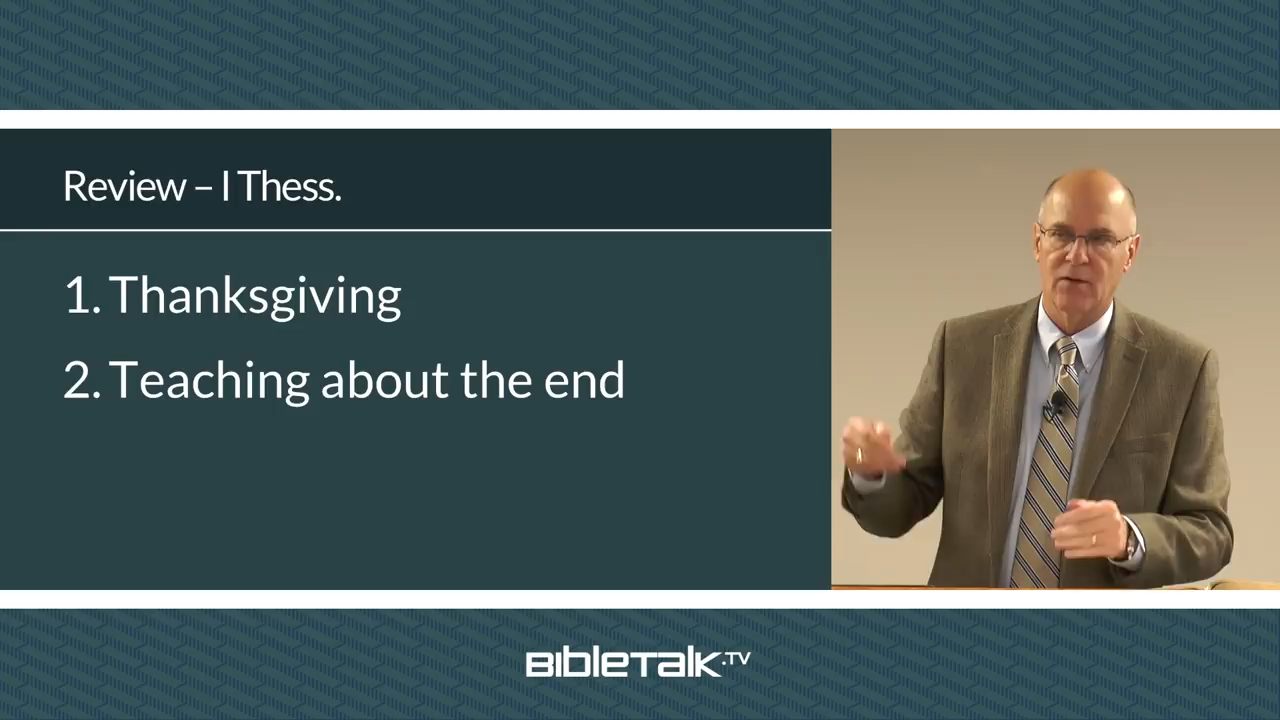 Review – I Thess.
1. Thanksgiving
2. Teaching about the end
BibleTalk.TV